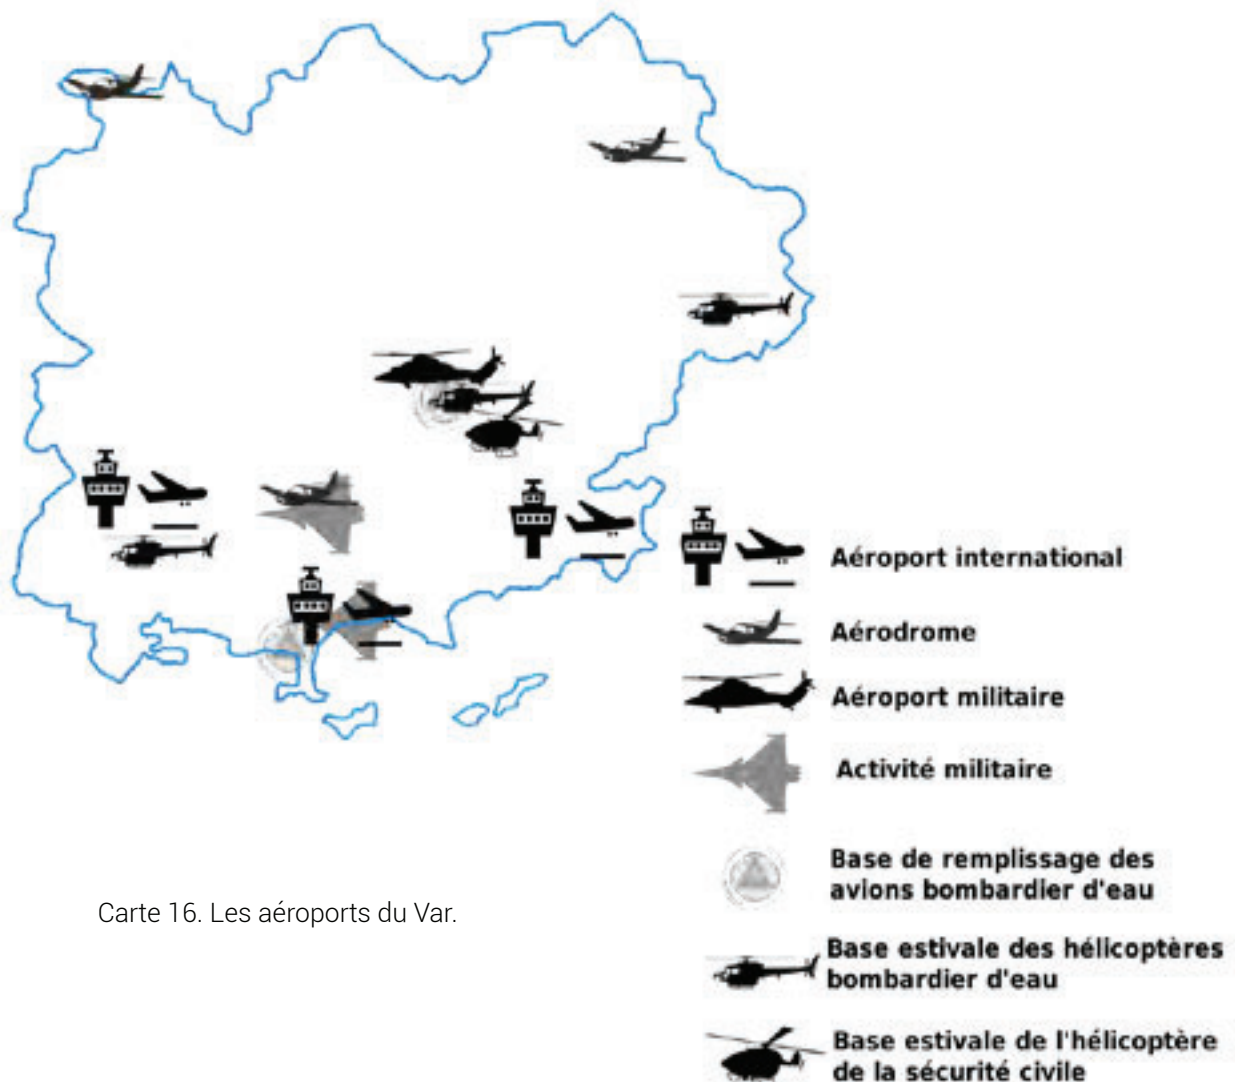 Aéroport international
Aérodrome
Aéroport militaire
Activité militaire
Base de remplissage des
avions bombardier d'eau
Carte 16. Les aéroports du Var.
Base estivale des hélicoptères
bombardier d'eau
Base estivale de l'hélicoptère
de la sécurité civile